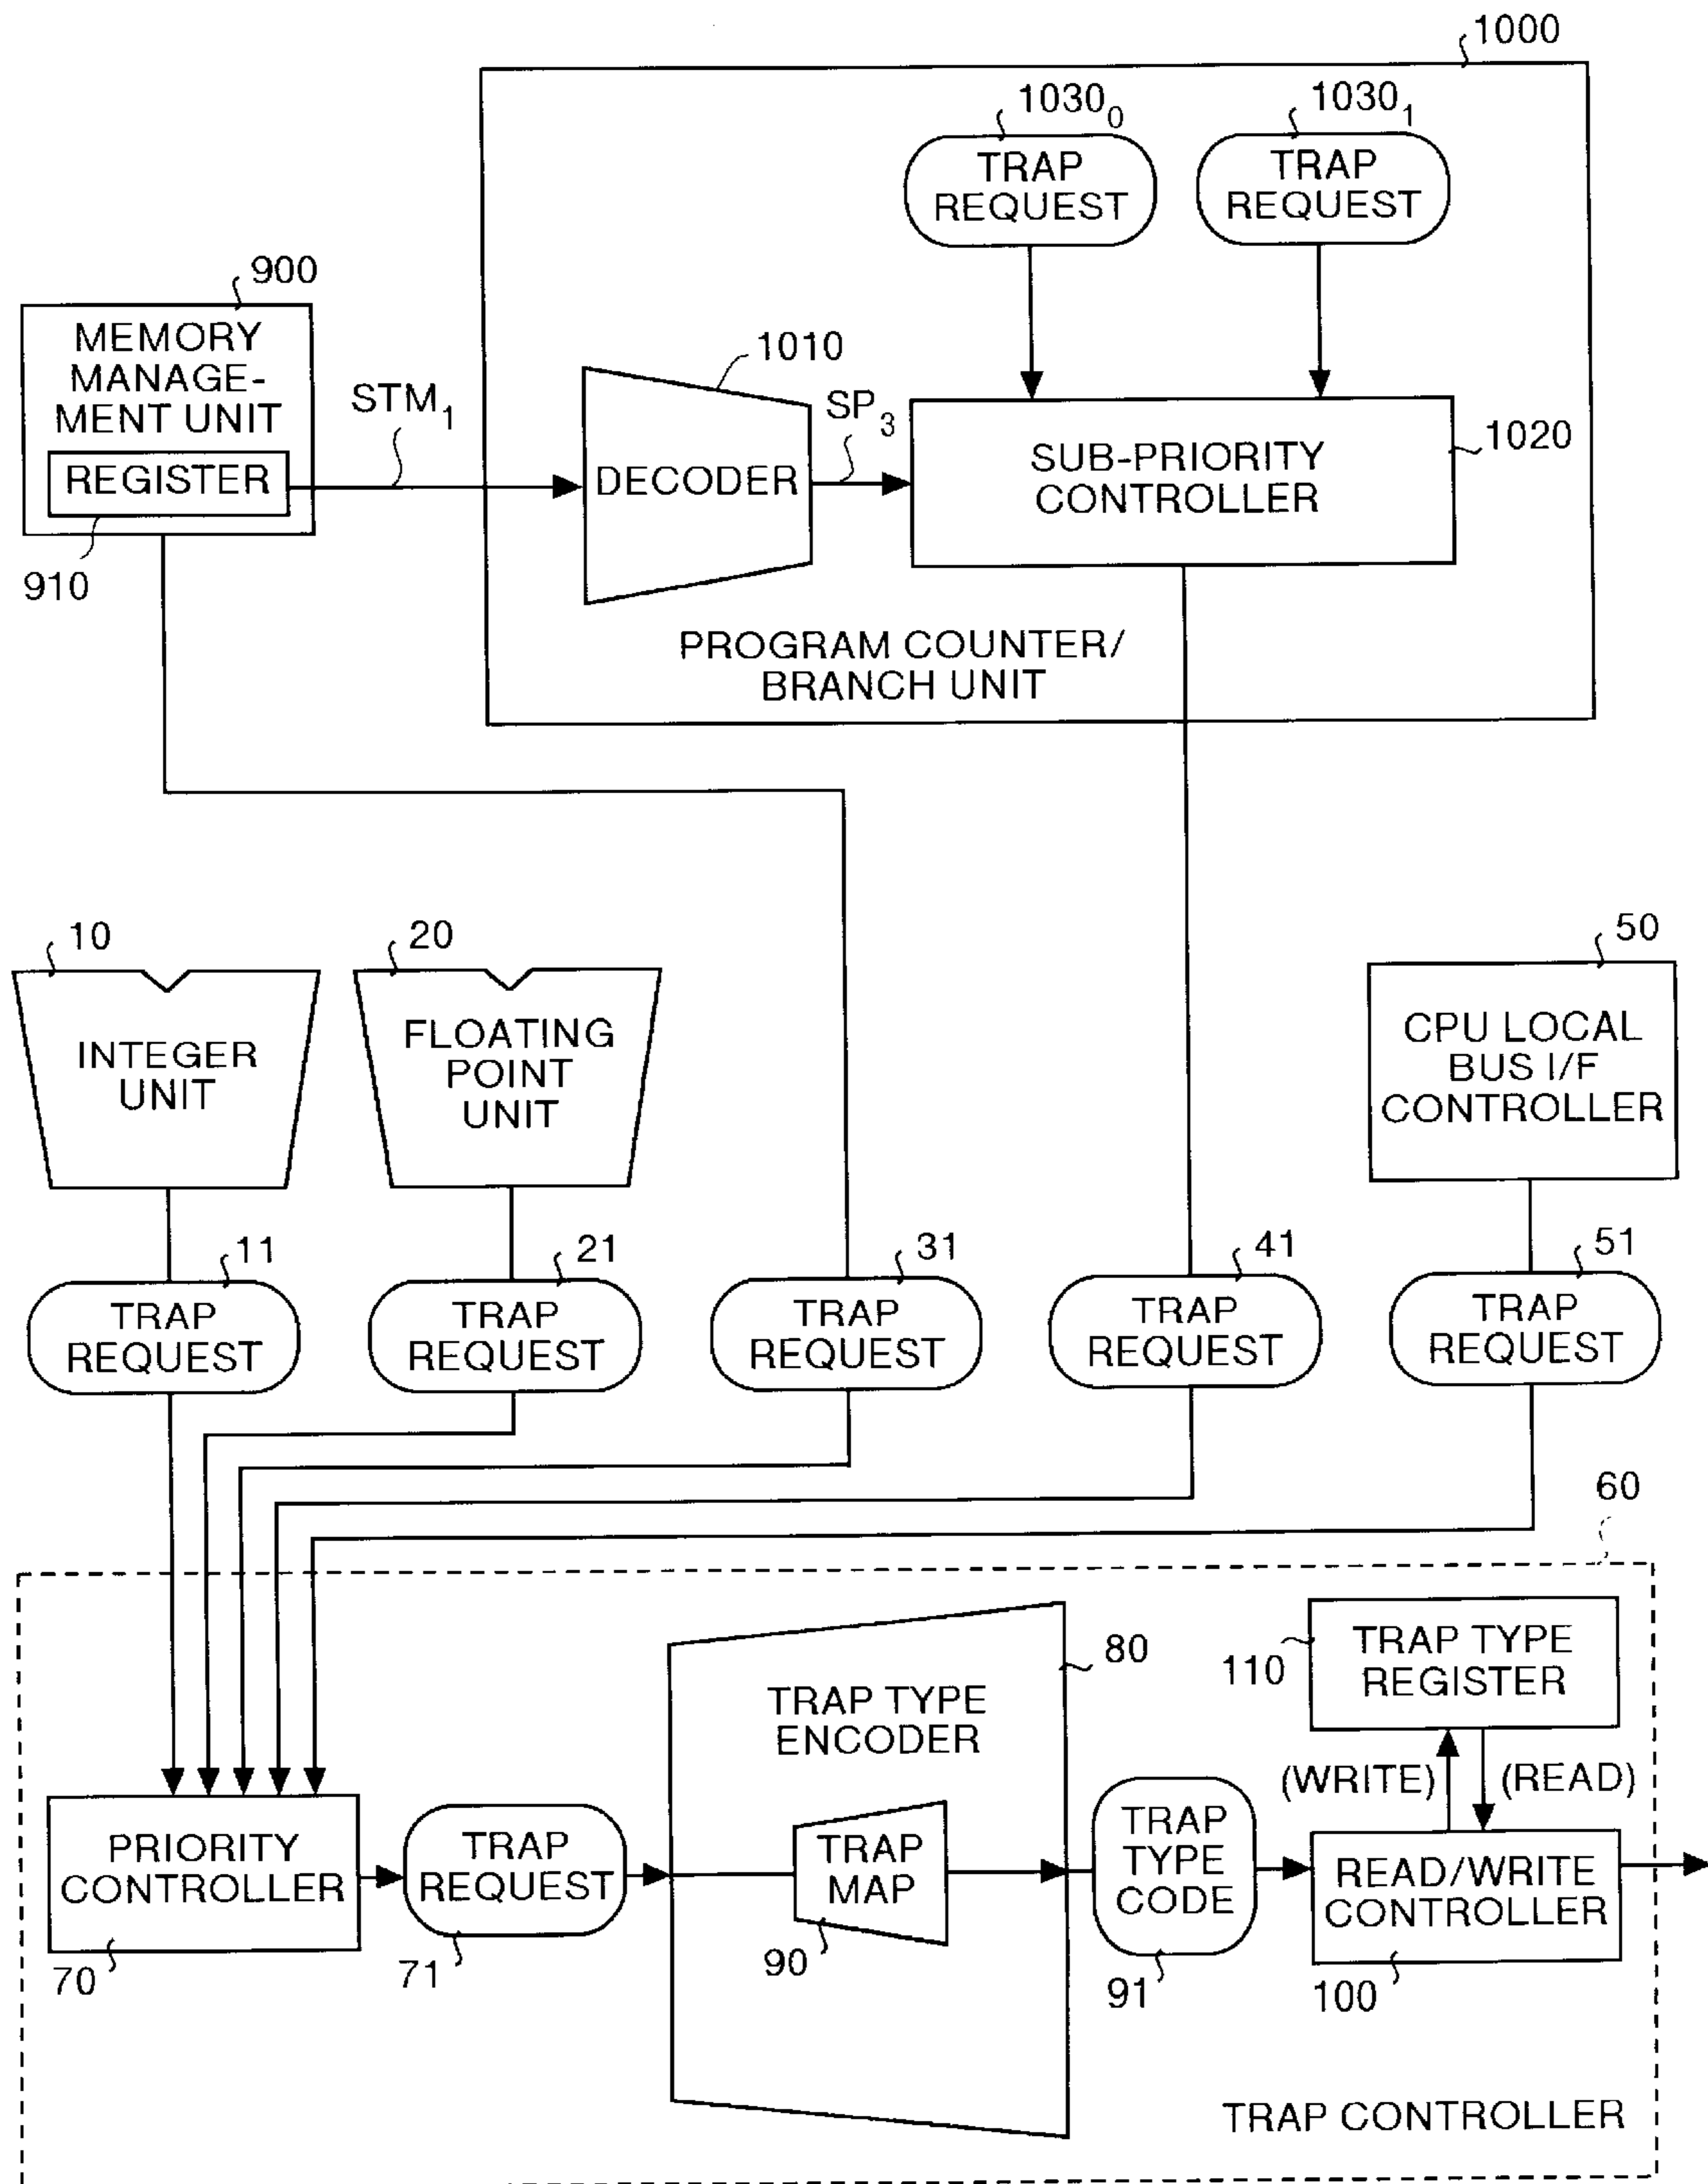 1000
1030₀
1030₁
TRAP
REQUEST
TRAP
REQUEST
900
MEMORY
MANAGE-
MENT UNIT
REGISTER
910
STM₁
1010
DECODER
SP₃
SUB-PRIORITY
CONTROLLER
1020
PROGRAM COUNTER/
BRANCH UNIT
10
INTEGER
UNIT
20
FLOATING
POINT
UNIT
50
CPU LOCAL
BUS I/F
CONTROLLER
11
TRAP
REQUEST
21
TRAP
REQUEST
31
TRAP
REQUEST
41
TRAP
REQUEST
51
TRAP
REQUEST
60
PRIORITY
CONTROLLER
70
TRAP
REQUEST
71
80
TRAP TYPE
ENCODER
TRAP
MAP
90
TRAP
TYPE
CODE
91
110
TRAP TYPE
REGISTER
(WRITE)
(READ)
READ/WRITE
CONTROLLER
100
TRAP CONTROLLER